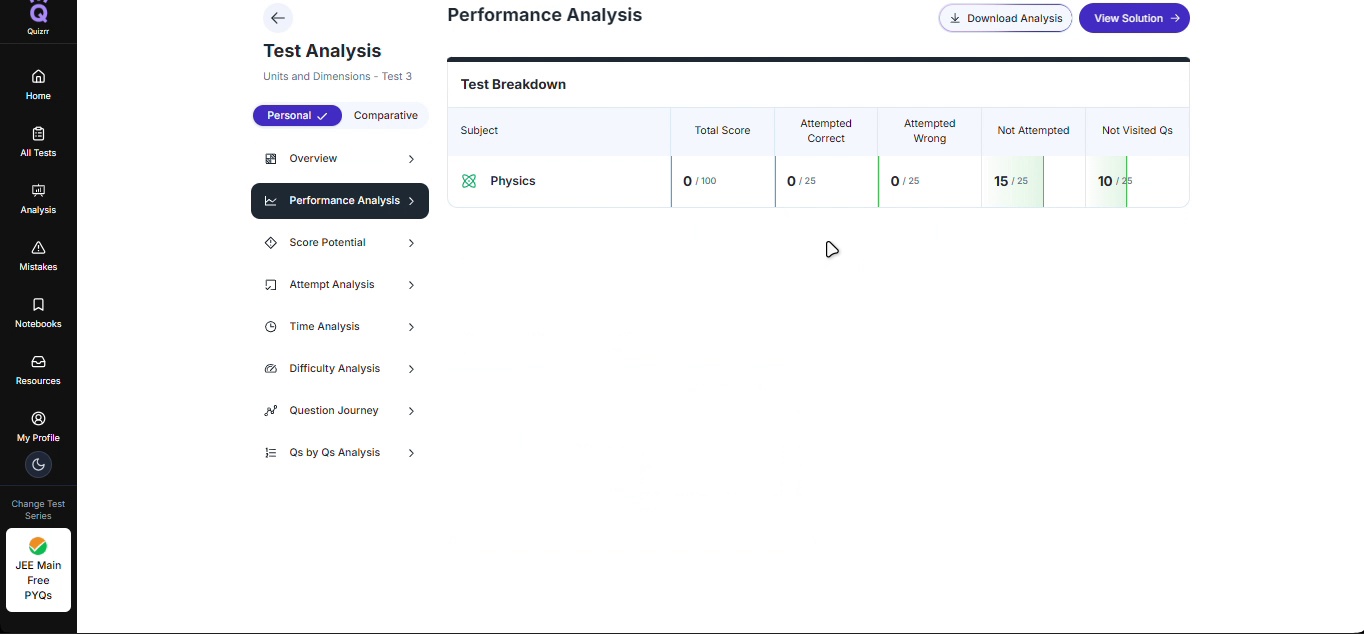 Quizrr
Home
All Tests
Analysis
Mistakes
Notebooks
Resources
My Profile
Change Test
Series
JEE Main
Free
PYQs
Test Analysis
Units and Dimensions - Test 3
Personal
Comparative
Overview
Performance Analysis
Score Potential
Attempt Analysis
Time Analysis
Difficulty Analysis
Question Journey
Qs by Qs Analysis
Performance Analysis
Download Analysis
View Solution
Test Breakdown
Subject
Total Score
Attempted
Correct
Attempted
Wrong
Not Attempted
Not Visited Qs
Physics
0 / 100
0 / 25
0 / 25
15 / 25
10 / 25